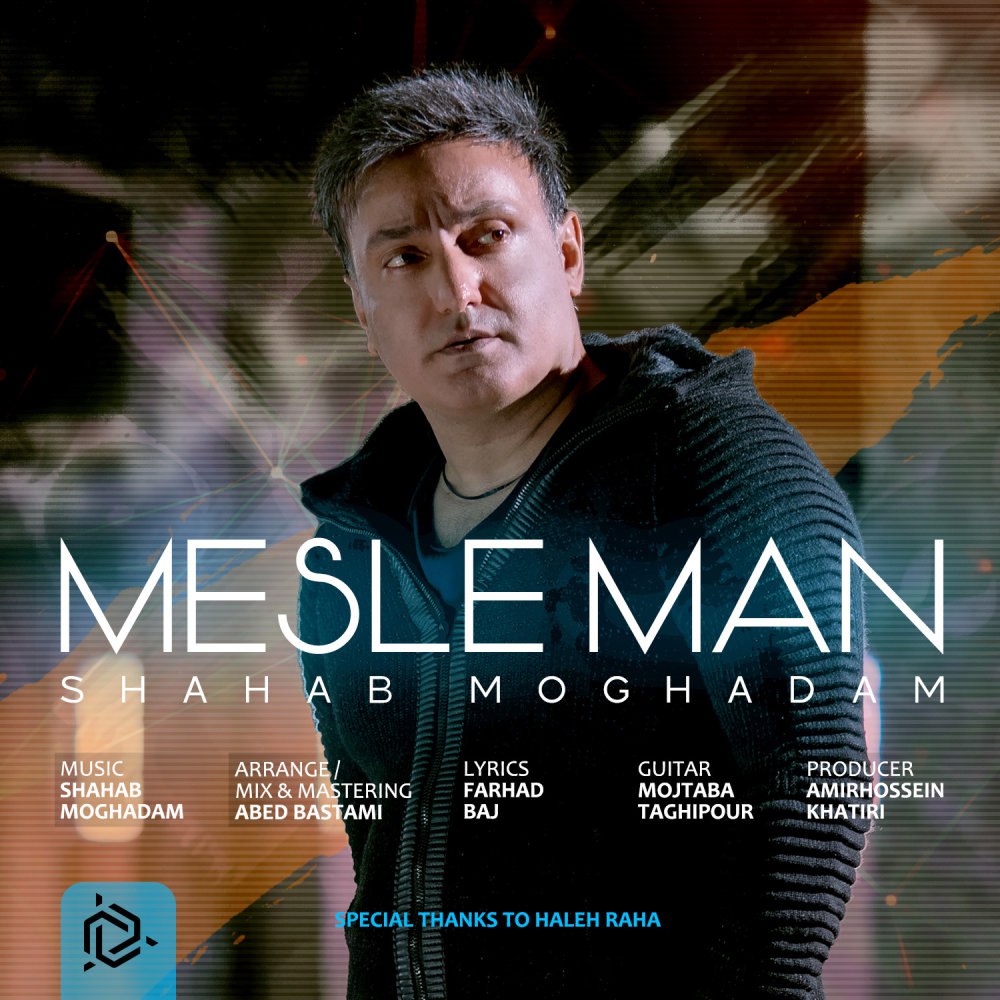 MESLE MAN
SHAHAB MOGHADAM
MUSIC
SHAHAB
MOGHADAM
ARRANGE/
MIX & MASTERING
ABED BASTAMI
LYRICS
FARHAD
BAJ
GUITAR
MOJTABA
TAGHIPOUR
PRODUCER
AMIRHOSSEIN
KHATIRI
SPECIAL THANKS TO HALEH RAHA